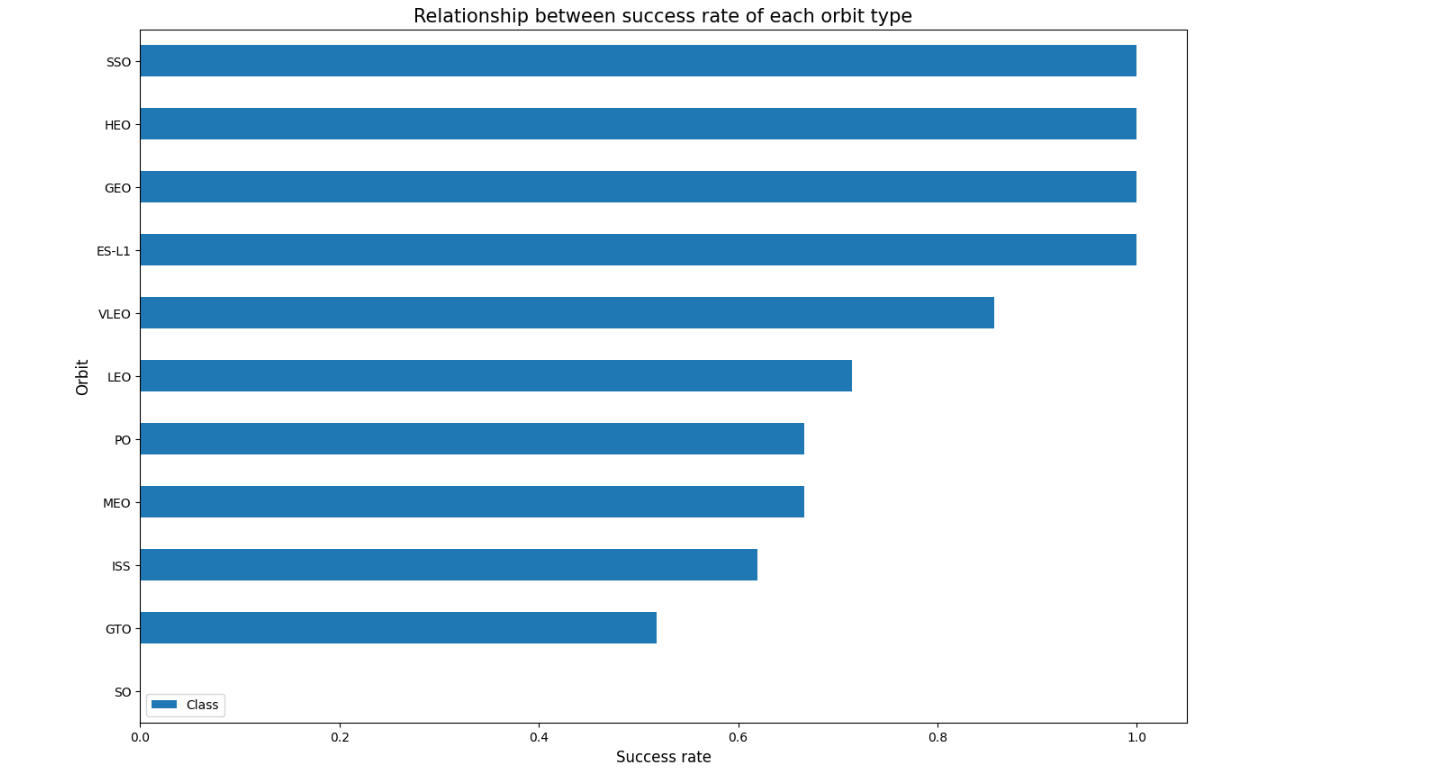 Relationship between success rate of each orbit type
SSO
HEO
GEO
ES-L1
VLEO
LEO
Orbit
PO
MEO
ISS
GTO
SO
Class
0.0 0.2 0.4 0.6 0.8 1.0
Success rate